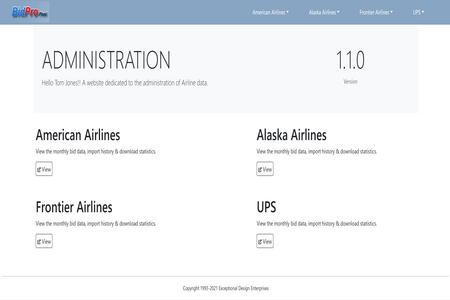 BidPro Plus
American Airlines Alaska Airlines Frontier Airlines UPS
ADMINISTRATION
1.1.0
Hello Tom Jones!! A website dedicated to the administration of Airline data.
Version
American Airlines
Alaska Airlines
View the monthly bid data, import history & download statistics.
View the monthly bid data, import history & download statistics.
View
View
Frontier Airlines
UPS
View the monthly bid data, import history & download statistics.
View the monthly bid data, import history & download statistics.
View
View
Copyright 1993-2021 Exceptional Design Enterprises